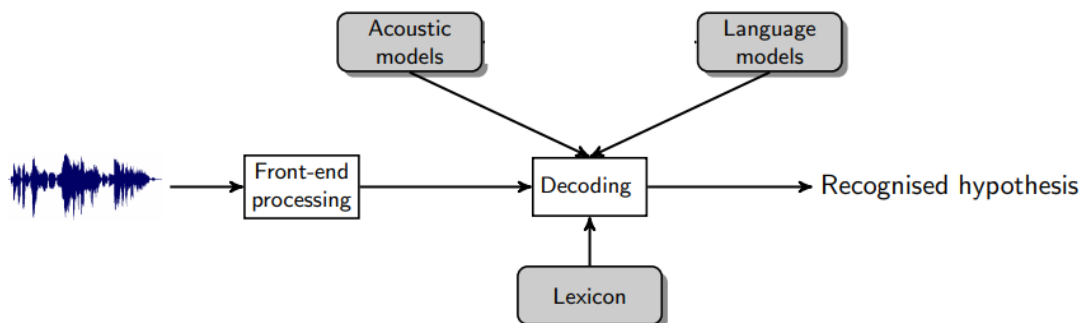 Acoustic
models
Language
models
Front-end
processing
Decoding
Recognised hypothesis
Lexicon